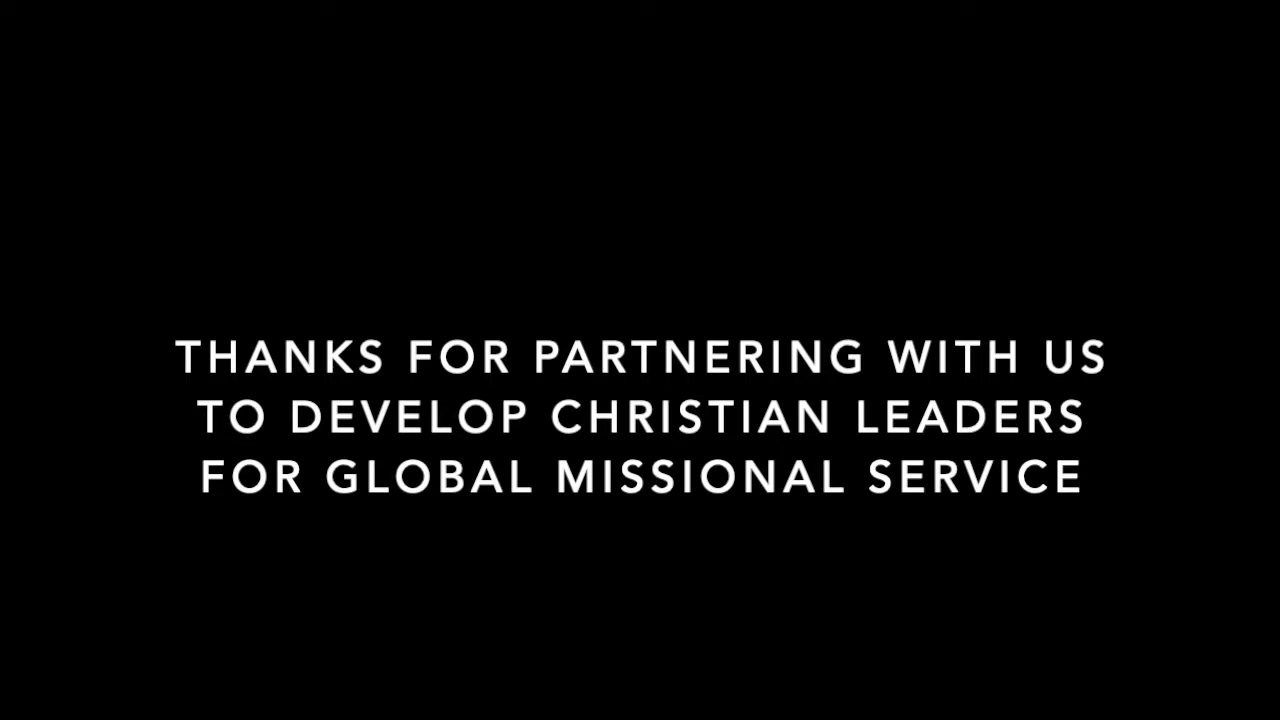 THANKS FOR PARTNERING WITH US
TO DEVELOP CHRISTIAN LEADERS
FOR GLOBAL MISSIONAL SERVICE